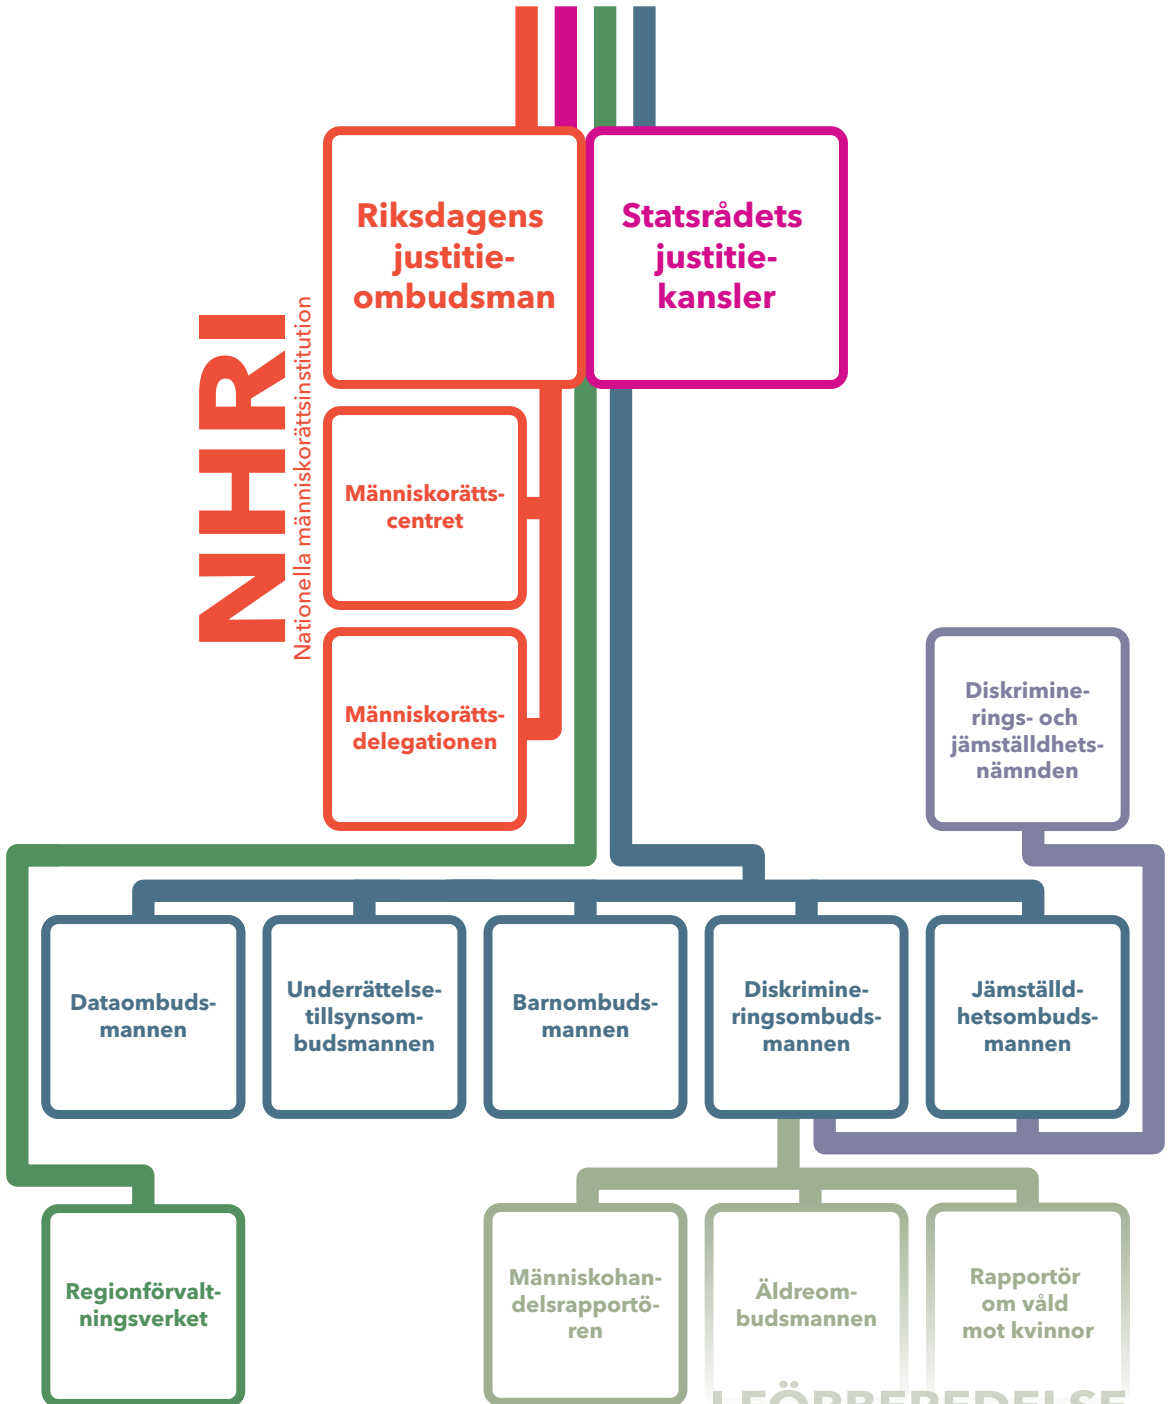 Riksdagens
justitie-
ombudsman
Statsrådets
justitie-
kansler
NHRI
Nationella människorättsinstitution
Människorätts-
centret
Människorätts-
delegationen
Diskrimine-
rings- och
jämställdhets-
nämnden
Dataombuds-
mannen
Underrättelse-
tillsynsom-
budsmannen
Barnombuds-
mannen
Diskrimine-
ringsombuds-
mannen
Jämställd-
hetsombuds-
mannen
Regionförvalt-
ningsverket
Människohan-
delsrapportö-
ren
Äldreom-
budsmannen
Rapportör
om våld
mot kvinnor
I FÖRBEREDELSE